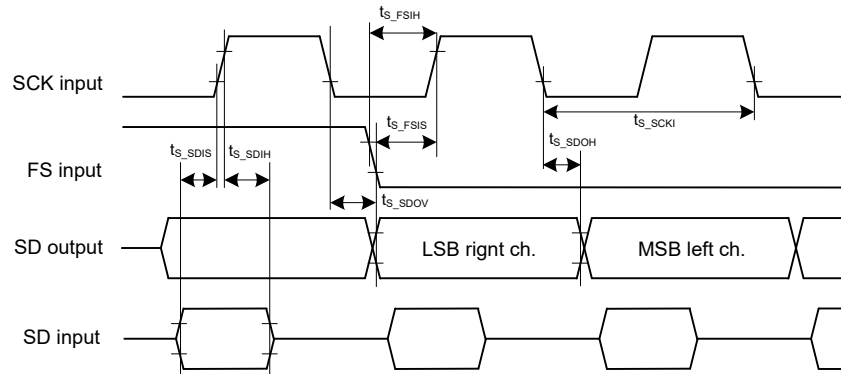 tS_FSIH
SCK input
tS_FSIS
tS_SCKI
tS_SDIS
tS_SDIH
tS_SDOH
FS input
tS_SDOV
SD output
LSB rignt ch.
MSB left ch.
SD input